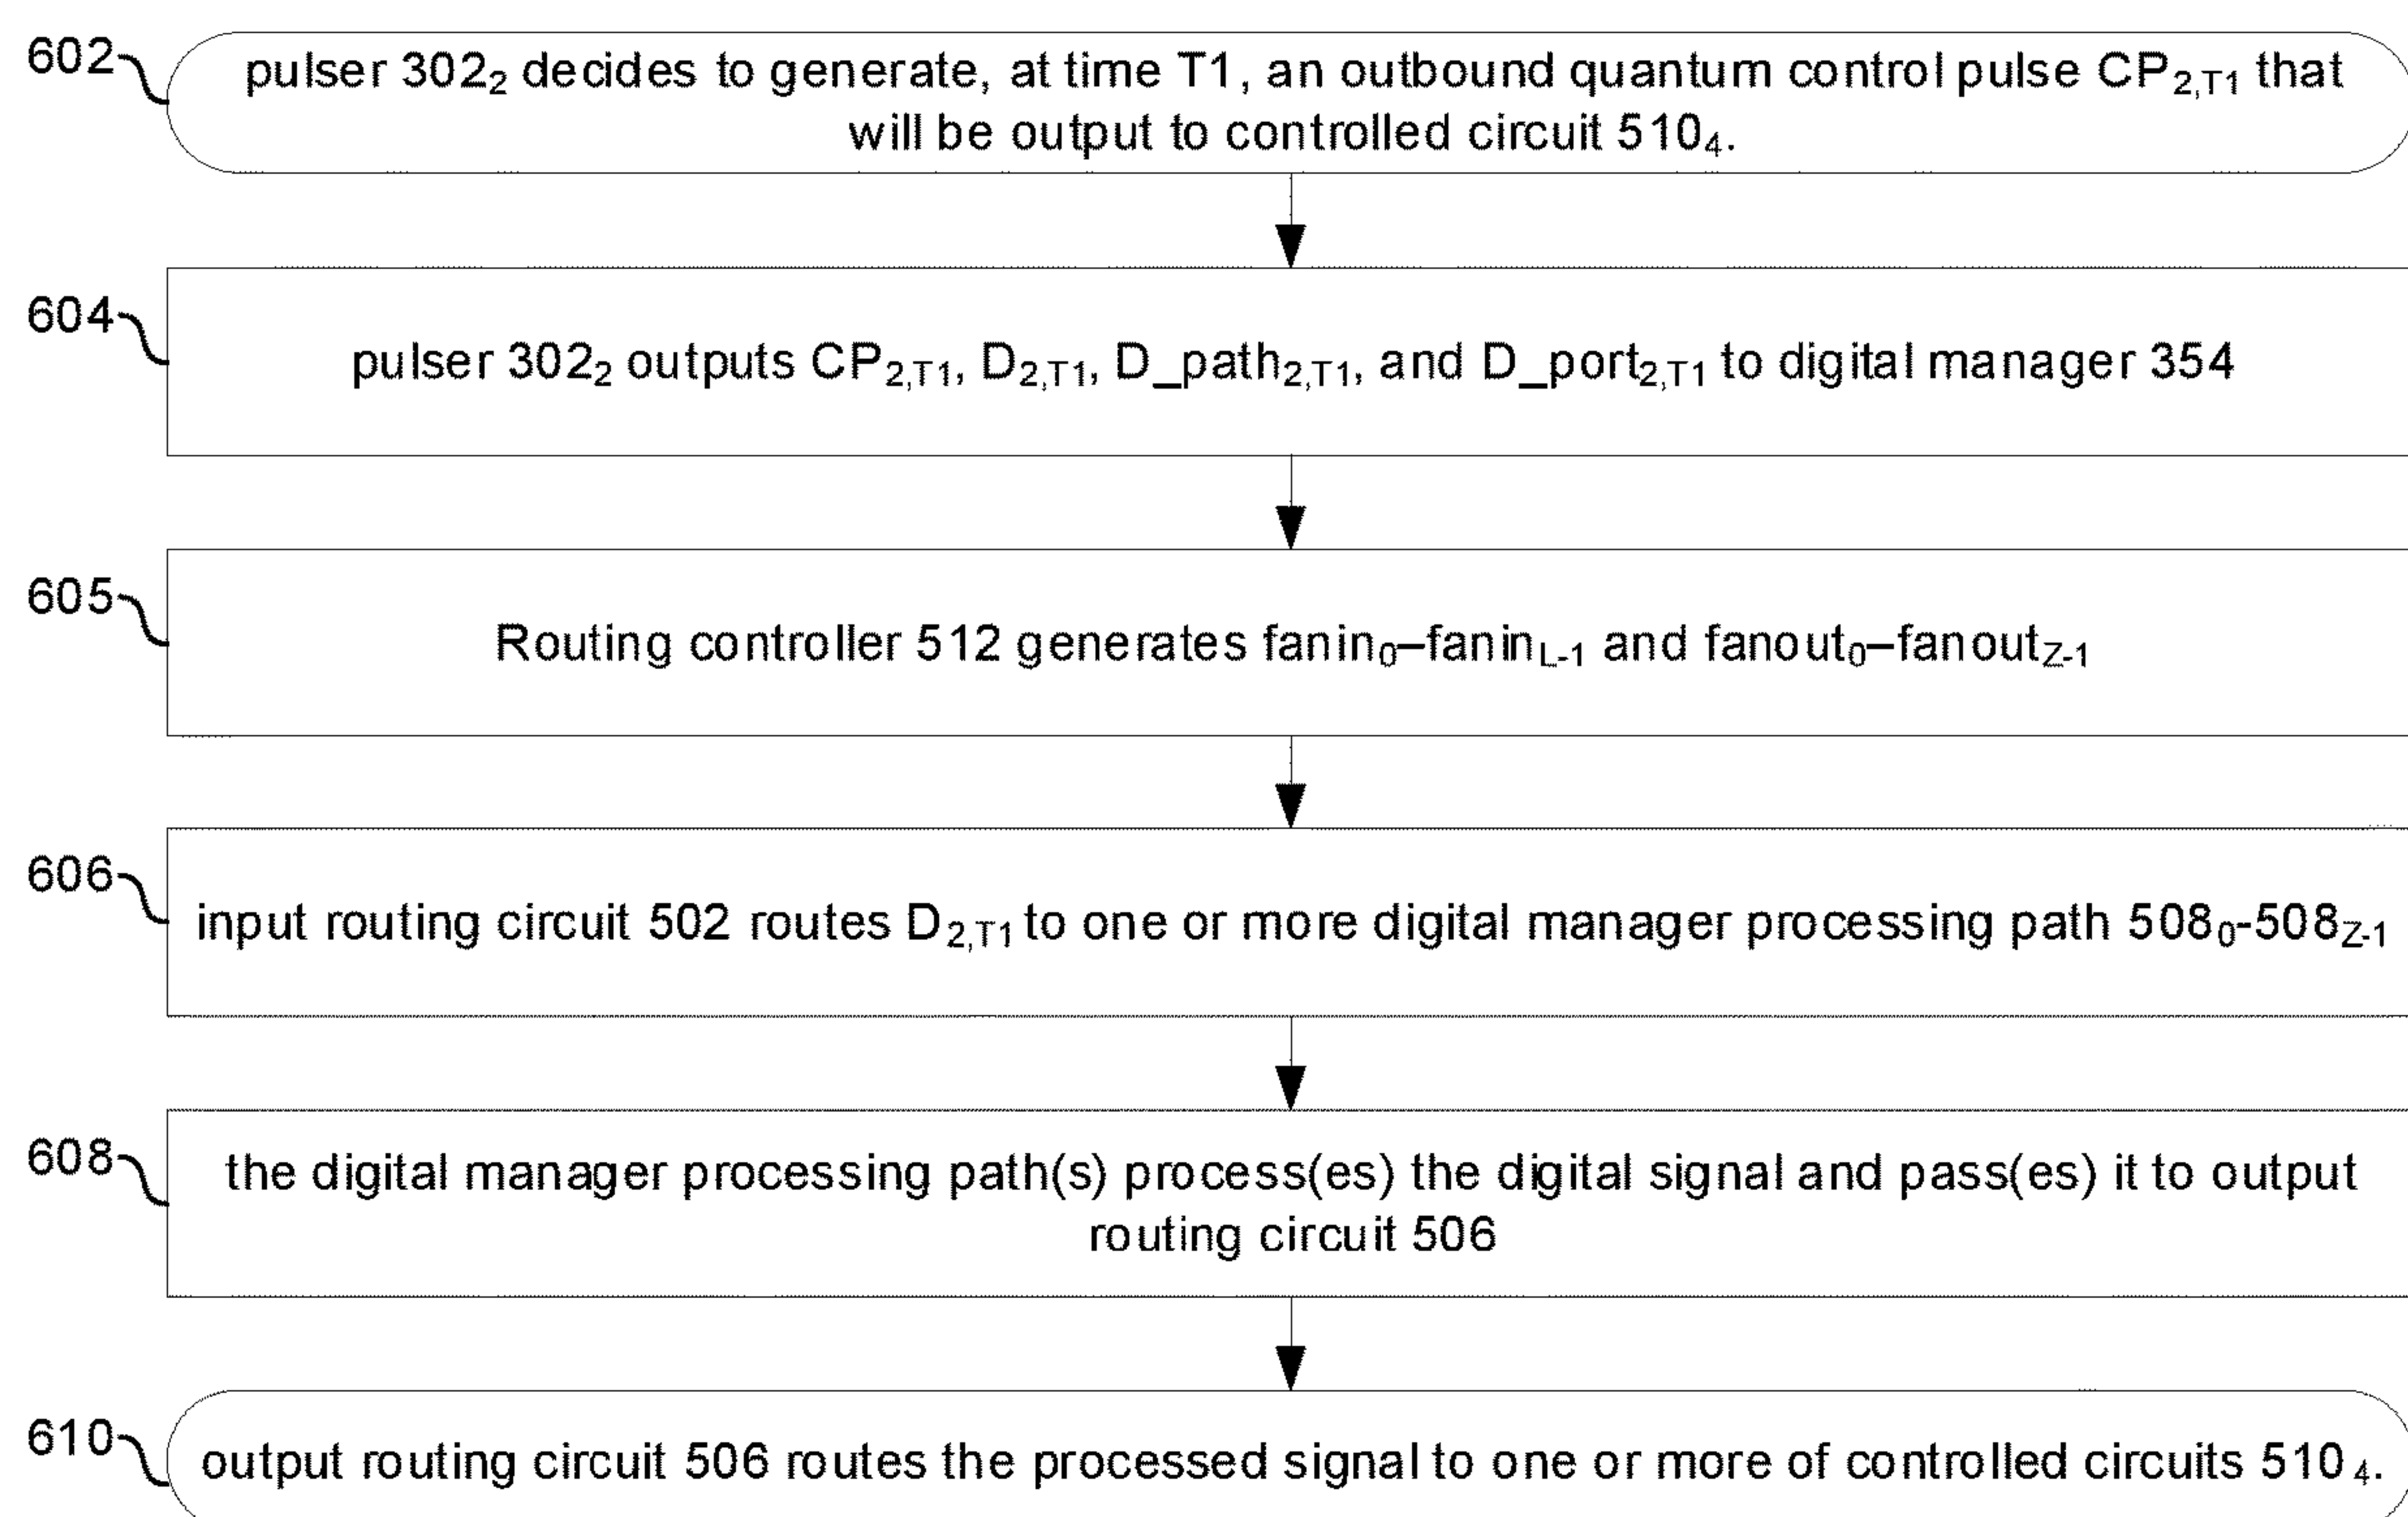 602
pulser 302₂ decides to generate, at time T1, an outbound quantum control pulse CP₂,T1 that
will be output to controlled circuit 510₄.
604
pulser 302₂ outputs CP₂,T1, D₂,T1, D_path₂,T1, and D_port₂,T1 to digital manager 354
605
Routing controller 512 generates fanin₀–faninL-1 and fanout₀–fanoutZ-1
606
input routing circuit 502 routes D₂,T1 to one or more digital manager processing path 508₀-508Z-1
608
the digital manager processing path(s) process(es) the digital signal and pass(es) it to output
routing circuit 506
610
output routing circuit 506 routes the processed signal to one or more of controlled circuits 510₄.